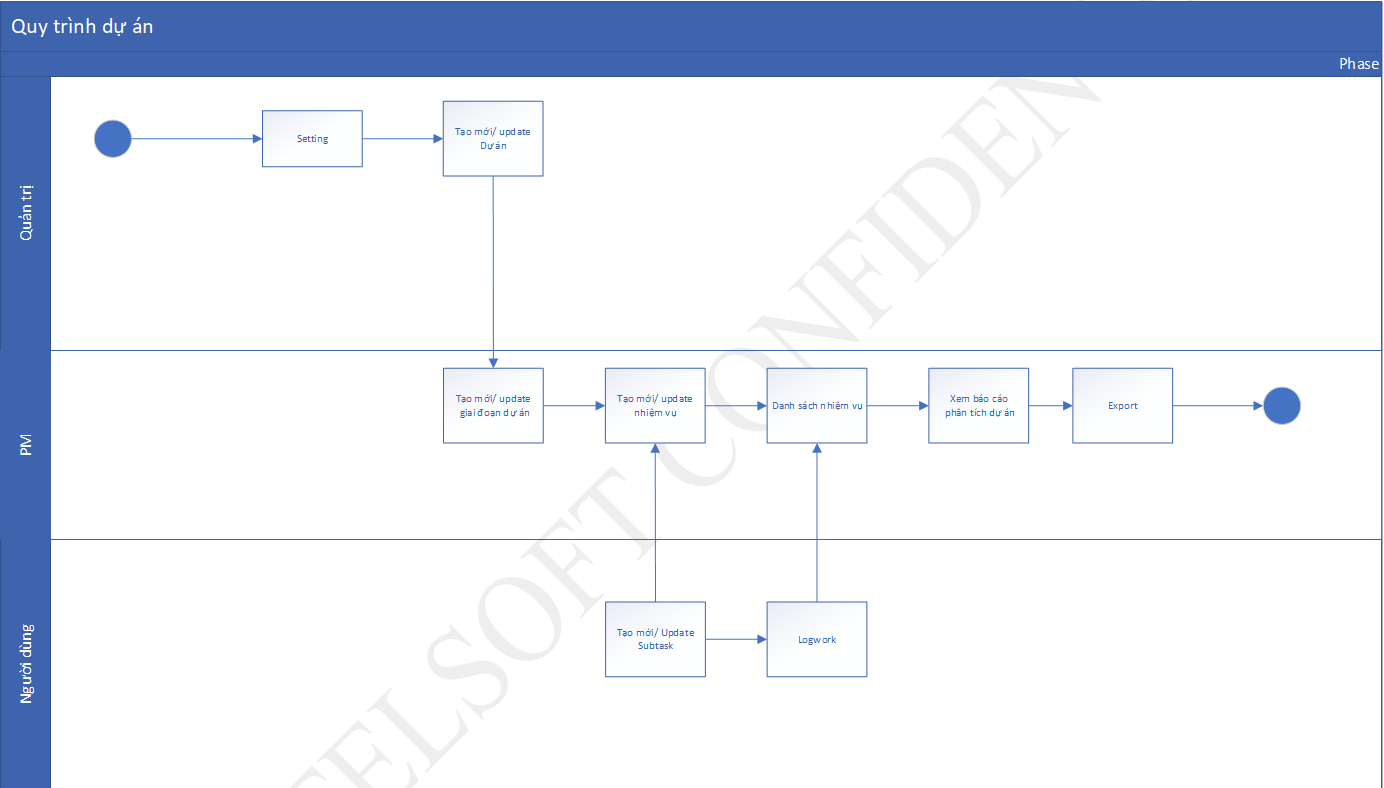 Quy trình dự án
Phase
Quản trị
Setting
Tạo mới/ update
Dự án
PM
Tạo mới/ update
giai đoạn dự án
Tạo mới/ update
nhiệm vụ
Danh sách nhiệm vụ
Xem báo cáo
phân tích dự án
Export
Người dùng
Tạo mới/ Update
Subtask
Logwork
ELSOFT CONFIDEN